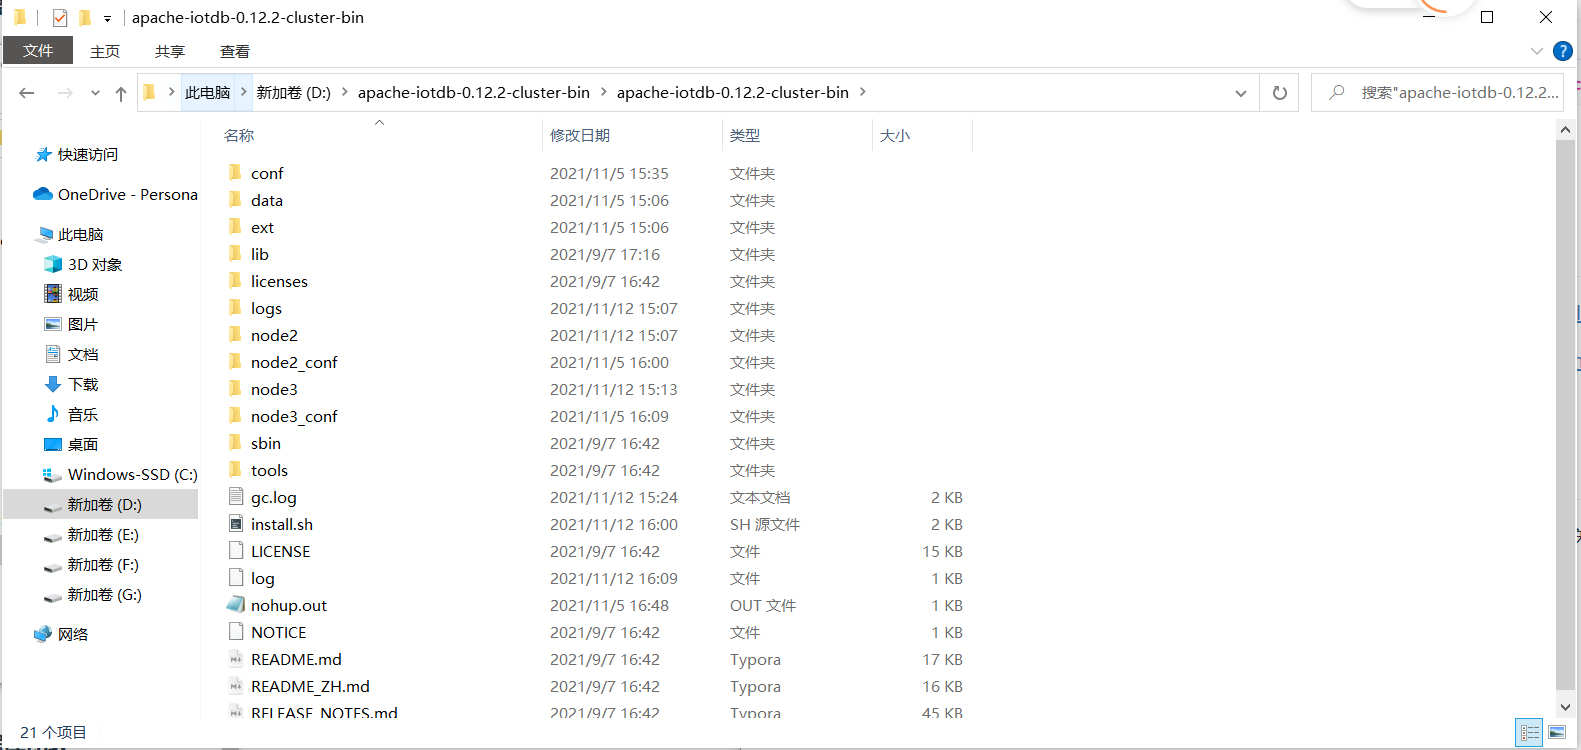 apache-iotdb-0.12.2-cluster-bin
文件 主页 共享 查看
此电脑 新加卷 (D:) apache-iotdb-0.12.2-cluster-bin apache-iotdb-0.12.2-cluster-bin
搜索"apache-iotdb-0.12.2...
快速访问
OneDrive - Persona
此电脑
3D 对象
视频
图片
文档
下载
音乐
桌面
Windows-SSD (C:)
新加卷 (D:)
新加卷 (E:)
新加卷 (F:)
新加卷 (G:)
网络
名称 修改日期 类型 大小
conf 2021/11/5 15:35 文件夹
data 2021/11/5 15:06 文件夹
ext 2021/11/5 15:06 文件夹
lib 2021/9/7 17:16 文件夹
licenses 2021/9/7 16:42 文件夹
logs 2021/11/12 15:07 文件夹
node2 2021/11/12 15:07 文件夹
node2_conf 2021/11/5 16:00 文件夹
node3 2021/11/12 15:13 文件夹
node3_conf 2021/11/5 16:09 文件夹
sbin 2021/9/7 16:42 文件夹
tools 2021/9/7 16:42 文件夹
gc.log 2021/11/12 15:24 文本文档 2 KB
install.sh 2021/11/12 16:00 SH 源文件 2 KB
LICENSE 2021/9/7 16:42 文件 15 KB
log 2021/11/12 16:09 文件 1 KB
nohup.out 2021/11/5 16:48 OUT 文件 1 KB
NOTICE 2021/9/7 16:42 文件 1 KB
README.md 2021/9/7 16:42 Typora 17 KB
README_ZH.md 2021/9/7 16:42 Typora 16 KB
RELEASE_NOTES.md 2021/9/7 16:42 Typora 45 KB
21 个项目